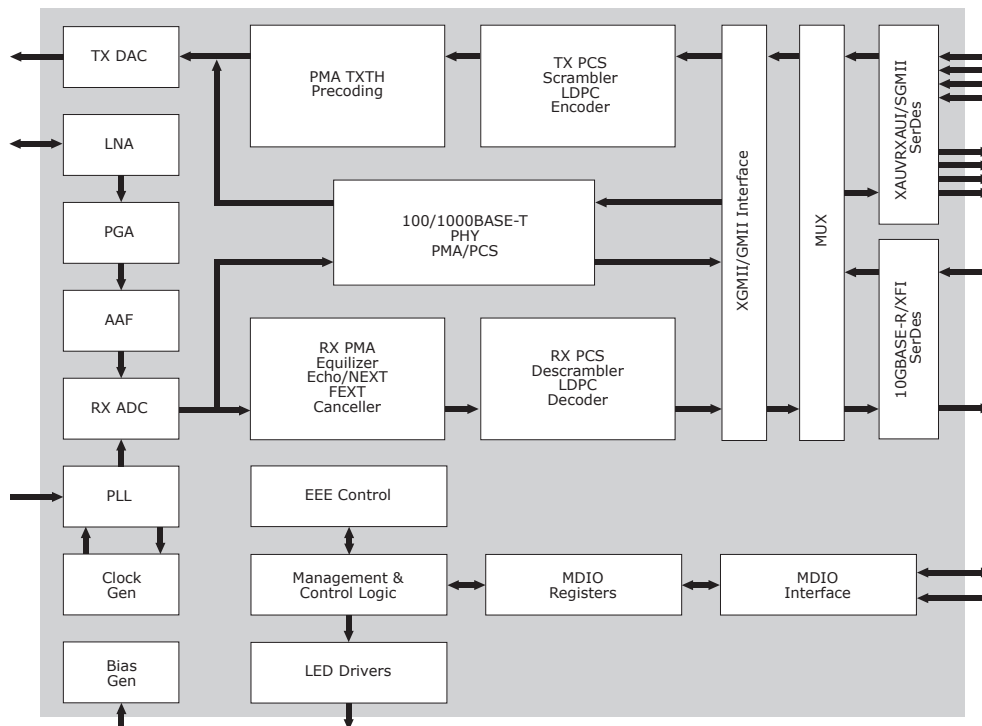 TX DAC
PMA TXTH
Precoding
TX PCS
Scrambler
LDPC
Encoder
XGMII/GMII Interface
MUX
XAUVRXAUI/SGMII
SerDes
LNA
PGA
100/1000BASE-T
PHY
PMA/PCS
AAF
RX ADC
RX PMA
Equilizer
Echo/NEXT
FEXT
Canceller
RX PCS
Descrambler
LDPC
Decoder
10GBASE-R/XFI
SerDes
PLL
EEE Control
Clock
Gen
Management &
Control Logic
MDIO
Registers
MDIO
Interface
Bias
Gen
LED Drivers